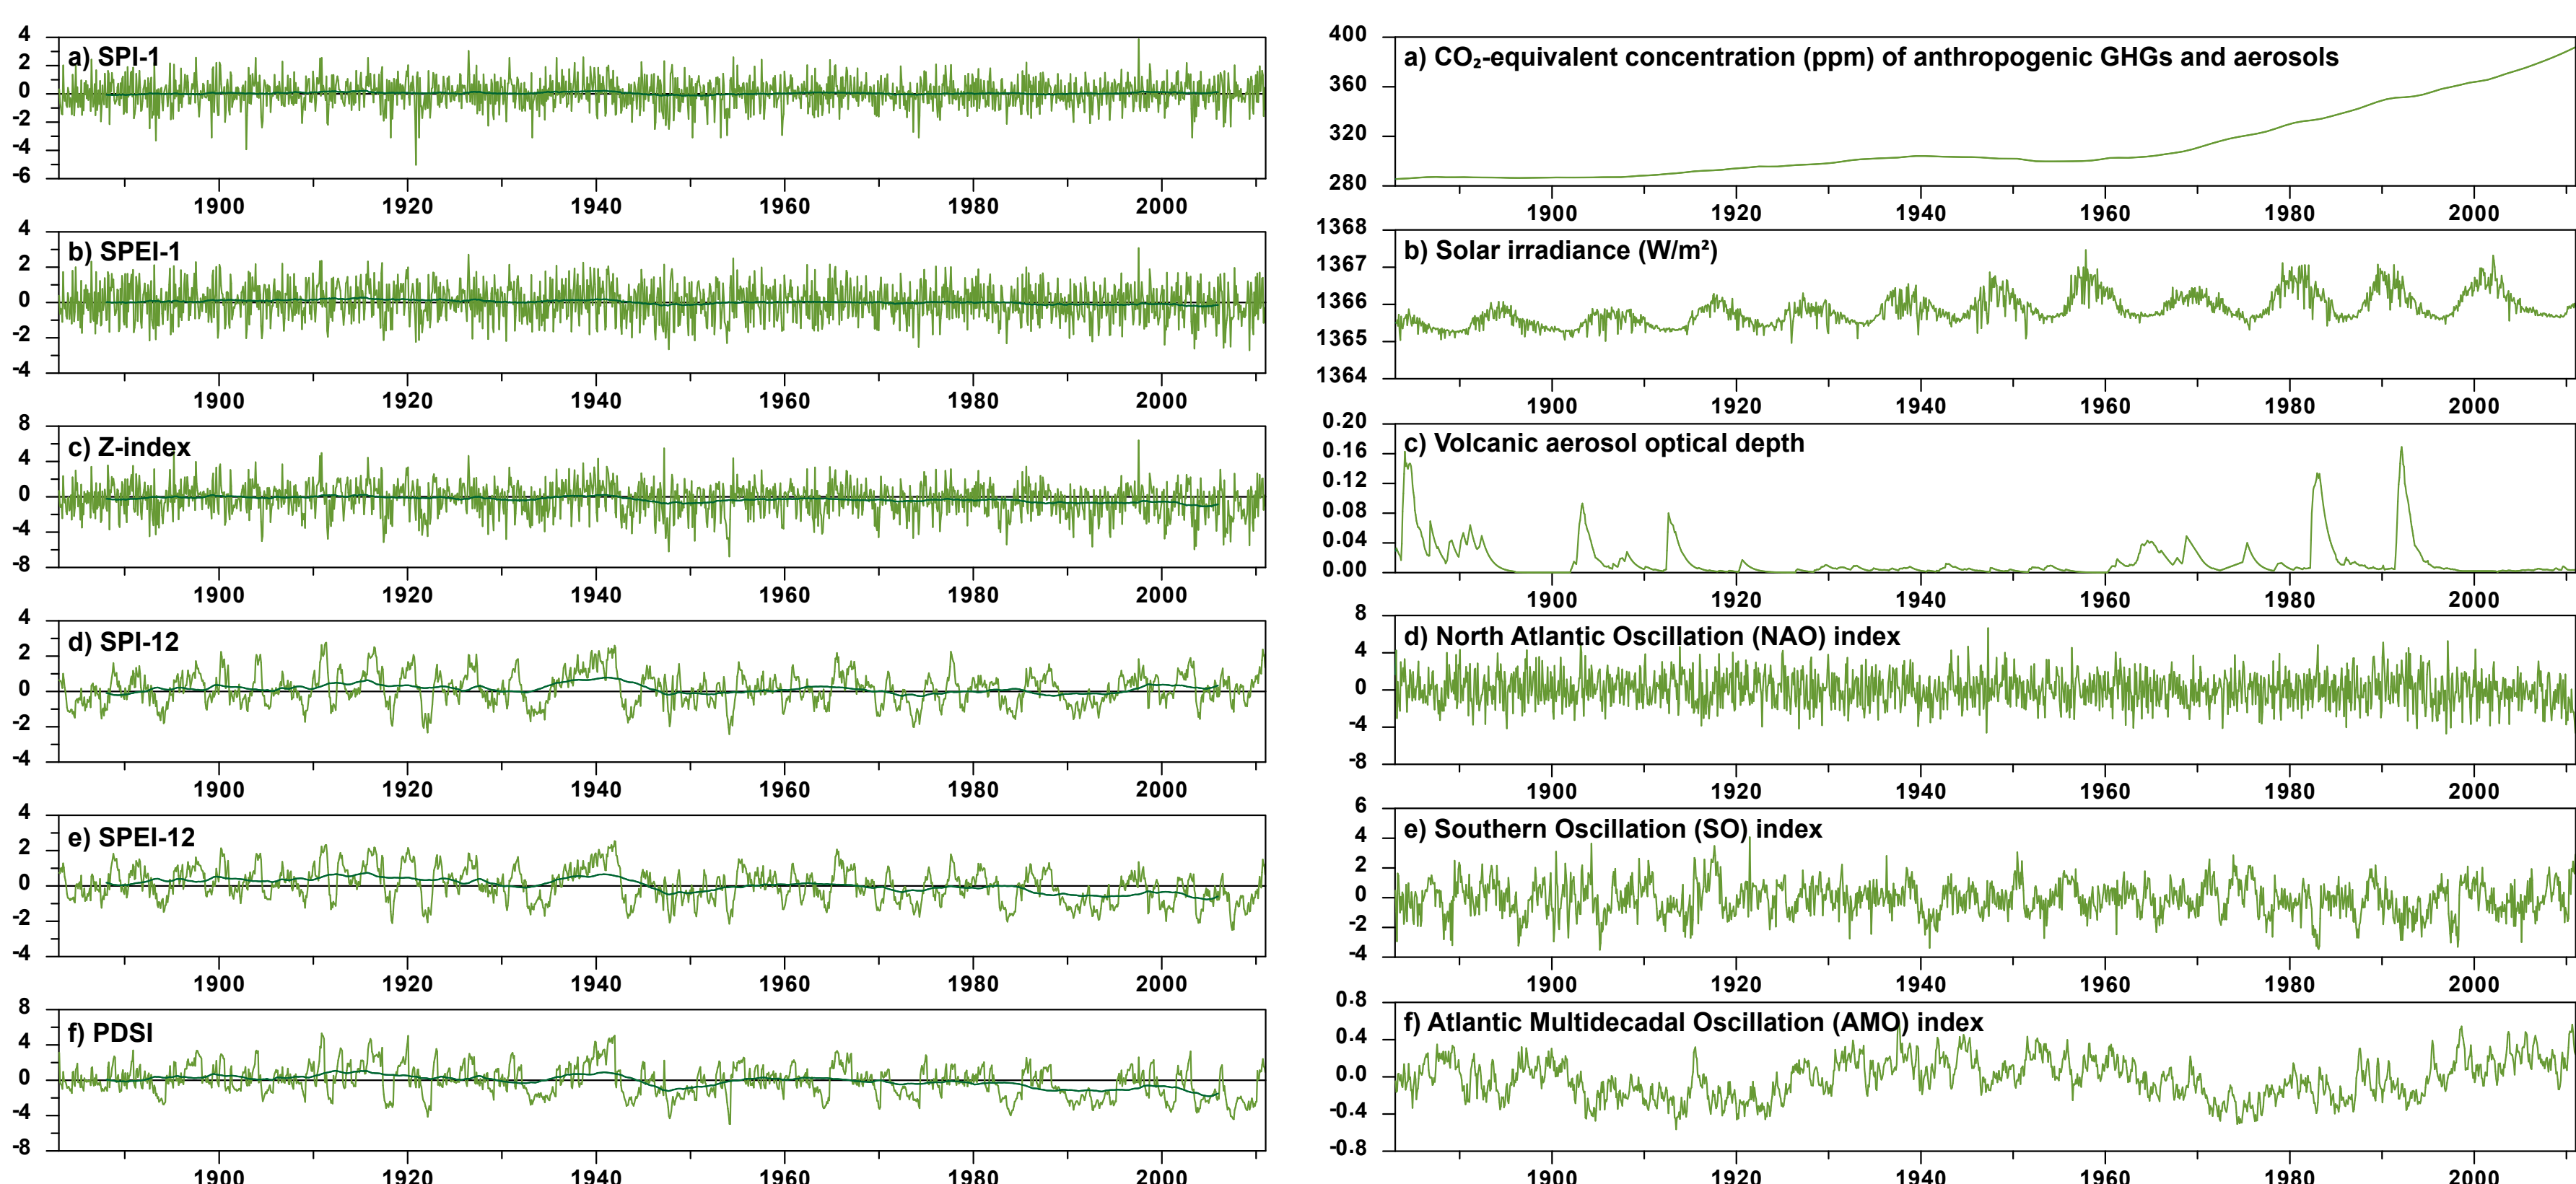 4
a) SPI-1
2
0
-2
-4
-6
1900 1920 1940 1960 1980 2000
4
b) SPEI-1
2
0
-2
-4
1900 1920 1940 1960 1980 2000
8
c) Z-index
4
0
-4
-8
1900 1920 1940 1960 1980 2000
4
d) SPI-12
2
0
-2
-4
1900 1920 1940 1960 1980 2000
4
e) SPEI-12
2
0
-2
-4
1900 1920 1940 1960 1980 2000
8
f) PDSI
4
0
-4
-8
1900 1920 1940 1960 1980 2000
400
a) CO₂-equivalent concentration (ppm) of anthropogenic GHGs and aerosols
360
320
280
1900 1920 1940 1960 1980 2000
1368
b) Solar irradiance (W/m²)
1367
1366
1365
1364
1900 1920 1940 1960 1980 2000
0.20
c) Volcanic aerosol optical depth
0.16
0.12
0.08
0.04
0.00
1900 1920 1940 1960 1980 2000
8
d) North Atlantic Oscillation (NAO) index
4
0
-4
-8
1900 1920 1940 1960 1980 2000
6
e) Southern Oscillation (SO) index
4
2
0
-2
-4
1900 1920 1940 1960 1980 2000
0.8
f) Atlantic Multidecadal Oscillation (AMO) index
0.4
0.0
-0.4
-0.8
1900 1920 1940 1960 1980 2000